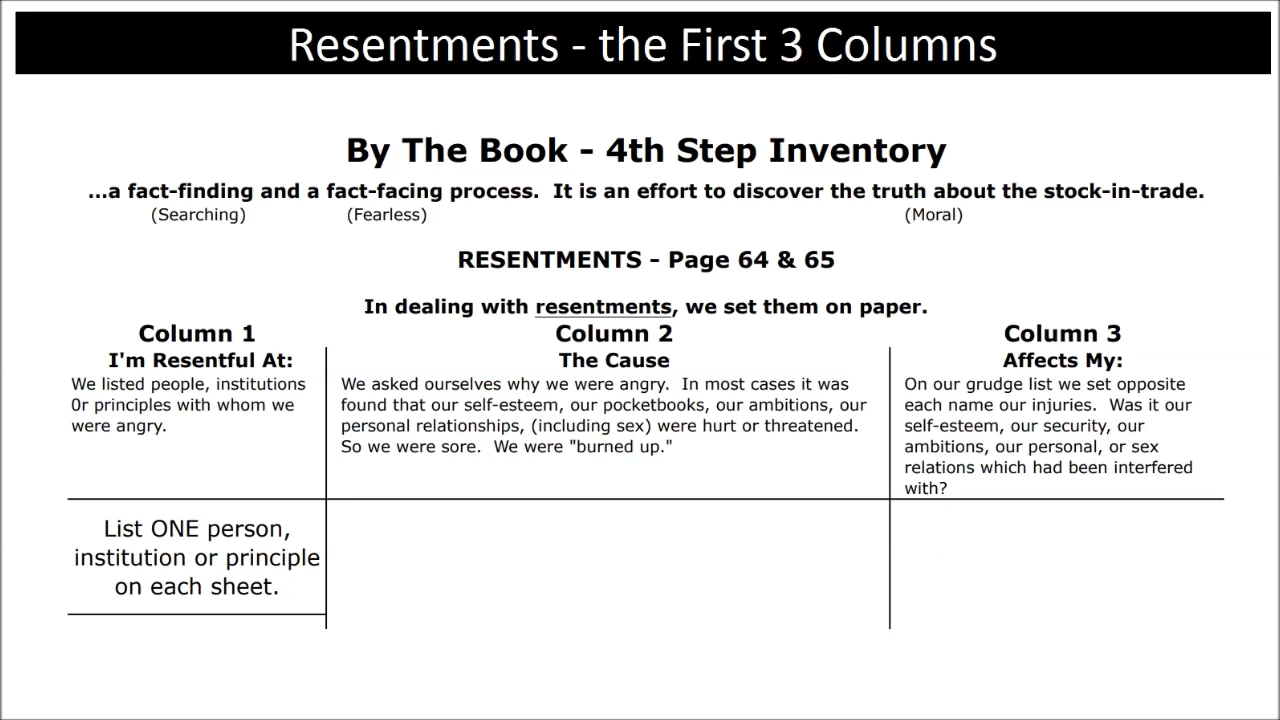 Resentments - the First 3 Columns
By The Book - 4th Step Inventory
...a fact-finding and a fact-facing process.  It is an effort to discover the truth about the stock-in-trade.
(Searching) (Fearless) (Moral)
RESENTMENTS - Page 64 & 65
In dealing with resentments, we set them on paper.
Column 1
I'm Resentful At:
We listed people, institutions
0r principles with whom we
were angry.
List ONE person,
institution or principle
on each sheet.
Column 2
The Cause
We asked ourselves why we were angry.  In most cases it was
found that our self-esteem, our pocketbooks, our ambitions, our
personal relationships, (including sex) were hurt or threatened.
So we were sore.  We were "burned up."
Column 3
Affects My:
On our grudge list we set opposite
each name our injuries.  Was it our
self-esteem, our security, our
ambitions, our personal, or sex
relations which had been interfered
with?